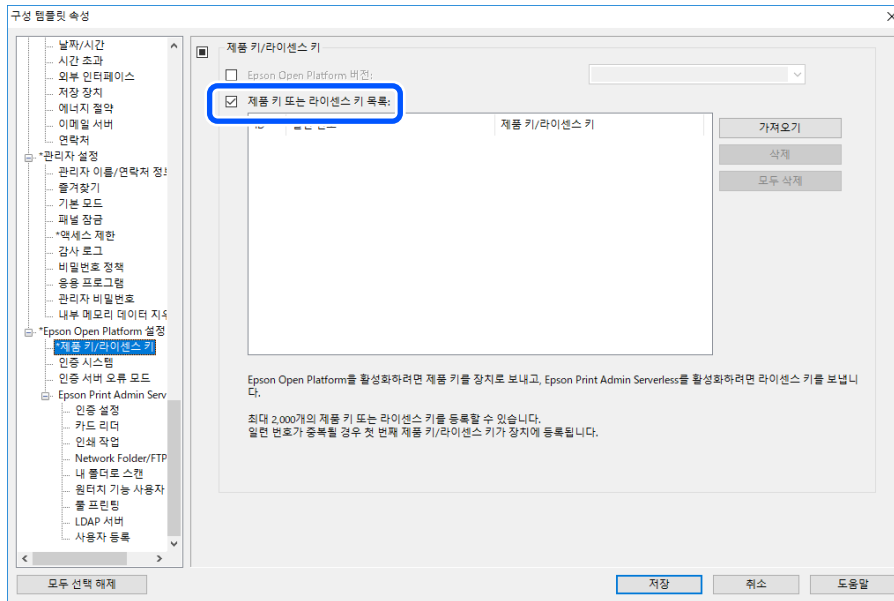 구성 템플릿 속성
날짜/시간
시간 초과
외부 인터페이스
저장 장치
에너지 절약
이메일 서버
연락처
*관리자 설정
관리자 이름/연락처 정
즐겨찾기
기본 모드
패널 잠금
*액세스 제한
감사 로그
비밀번호 정책
응용 프로그램
관리자 비밀번호
내부 메모리 데이터 지우
*Epson Open Platform 설정
*제품 키/라이센스 키
인증 시스템
인증 서버 오류 모드
Epson Print Admin Serv
인증 설정
카드 리더
인쇄 작업
Network Folder/FTP
내 폴더로 스캔
원터치 기능 사용자
풀 프린팅
LDAP 서버
사용자 등록
모두 선택 해제
제품 키/라이센스 키
Epson Open Platform 버전:
제품 키 또는 라이센스 키 목록:
제품 키/라이센스 키
가져오기
삭제
모두 삭제
Epson Open Platform를 활성화하려면 제품 키를 장치로 보내고, Epson Print Admin Serverless를 활성화하려면 라이센스 키를 보냅니
다.
최대 2,000개의 제품 키 또는 라이센스 키를 등록할 수 있습니다.
일련 번호가 중복될 경우 첫 번째 제품 키/라이센스 키가 장치에 등록됩니다.
저장
취소
도움말